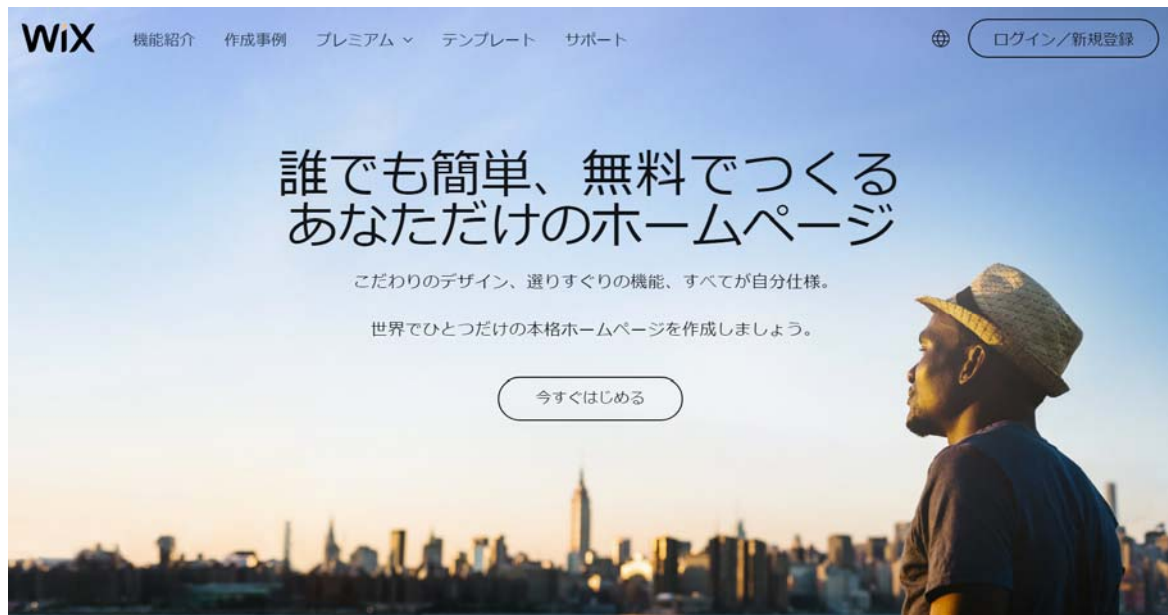 WiX
機能紹介 作成事例 プレミアム テンプレート サポート
ログイン/新規登録
誰でも簡単、無料でつくる
あなただけのホームページ
こだわりのデザイン、選りすぐりの機能、すべてが自分仕様。
世界でひとつだけの本格ホームページを作成しましょう。
今すぐはじめる